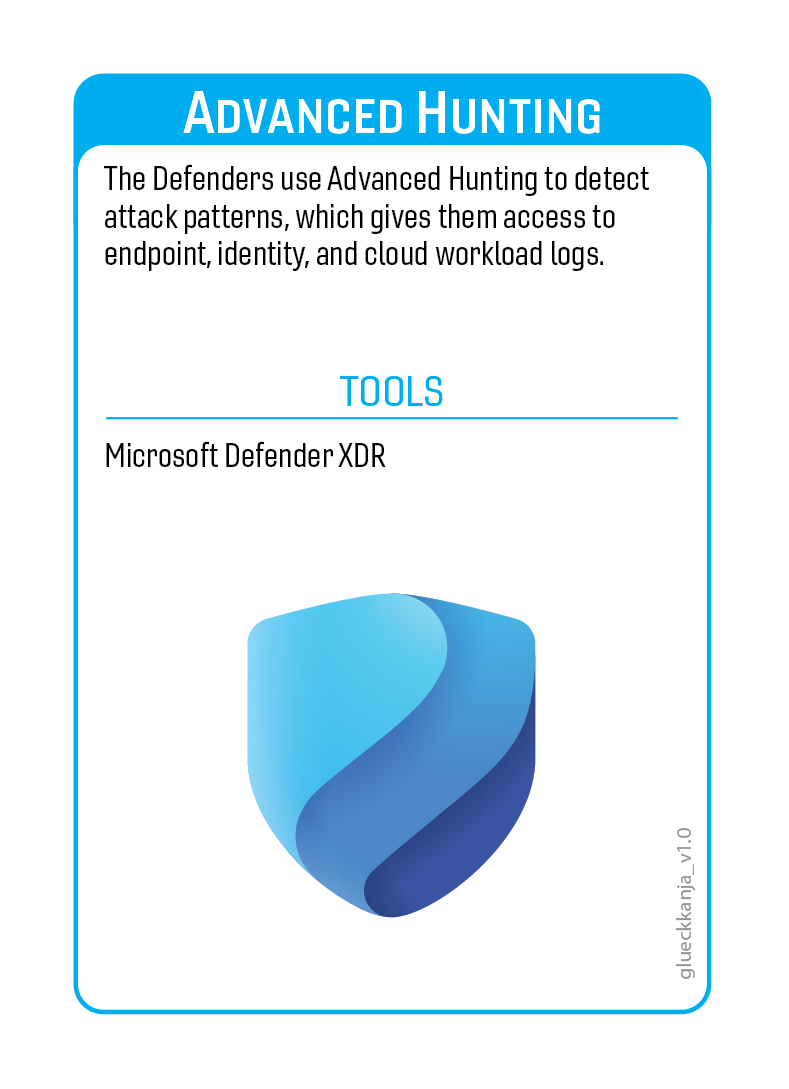 Advanced Hunting
The Defenders use Advanced Hunting to detect
attack patterns, which gives them access to
endpoint, identity, and cloud workload logs.
TOOLS
Microsoft Defender XDR
glueckkanja_v1.0